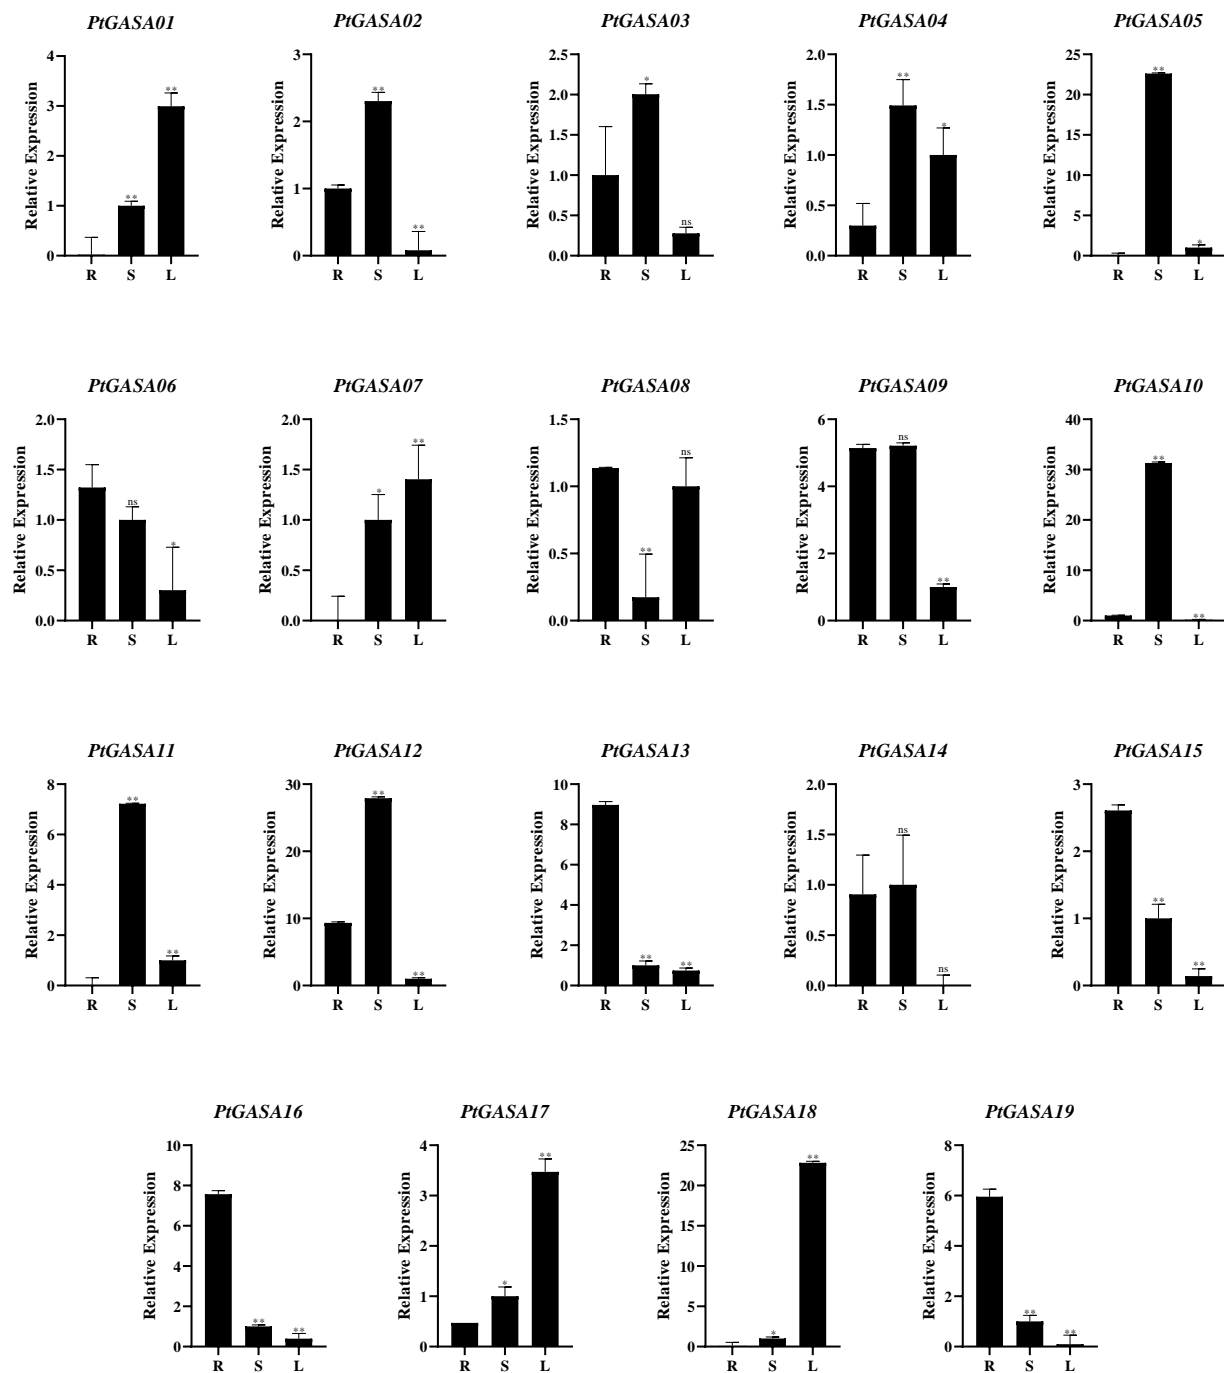 PtGASA01
PtGASA02
PtGASA03
PtGASA04
PtGASA05
Relative Expression
4
3
2
1
0
**
**
R S L
Relative Expression
3
2
1
0
**
**
R S L
Relative Expression
2.5
2.0
1.5
1.0
0.5
0.0
*
ns
R S L
Relative Expression
2.0
1.5
1.0
0.5
0.0
**
*
R S L
Relative Expression
25
20
15
10
5
0
**
*
R S L
PtGASA06
PtGASA07
PtGASA08
PtGASA09
PtGASA10
Relative Expression
2.0
1.5
1.0
0.5
0.0
ns
*
R S L
Relative Expression
2.0
1.5
1.0
0.5
0.0
*
**
R S L
Relative Expression
1.5
1.0
0.5
0.0
**
ns
R S L
Relative Expression
6
4
2
0
ns
**
R S L
Relative Expression
40
30
20
10
0
**
**
R S L
PtGASA11
PtGASA12
PtGASA13
PtGASA14
PtGASA15
Relative Expression
8
6
4
2
0
**
**
R S L
Relative Expression
30
20
10
0
**
**
R S L
Relative Expression
10
8
6
4
2
0
**
**
R S L
Relative Expression
2.0
1.5
1.0
0.5
0.0
ns
ns
R S L
Relative Expression
3
2
1
0
**
**
R S L
PtGASA16
PtGASA17
PtGASA18
PtGASA19
Relative Expression
10
8
6
4
2
0
**
**
R S L
Relative Expression
4
3
2
1
0
*
**
R S L
Relative Expression
25
20
15
10
5
0
*
**
R S L
Relative Expression
8
6
4
2
0
**
**
R S L